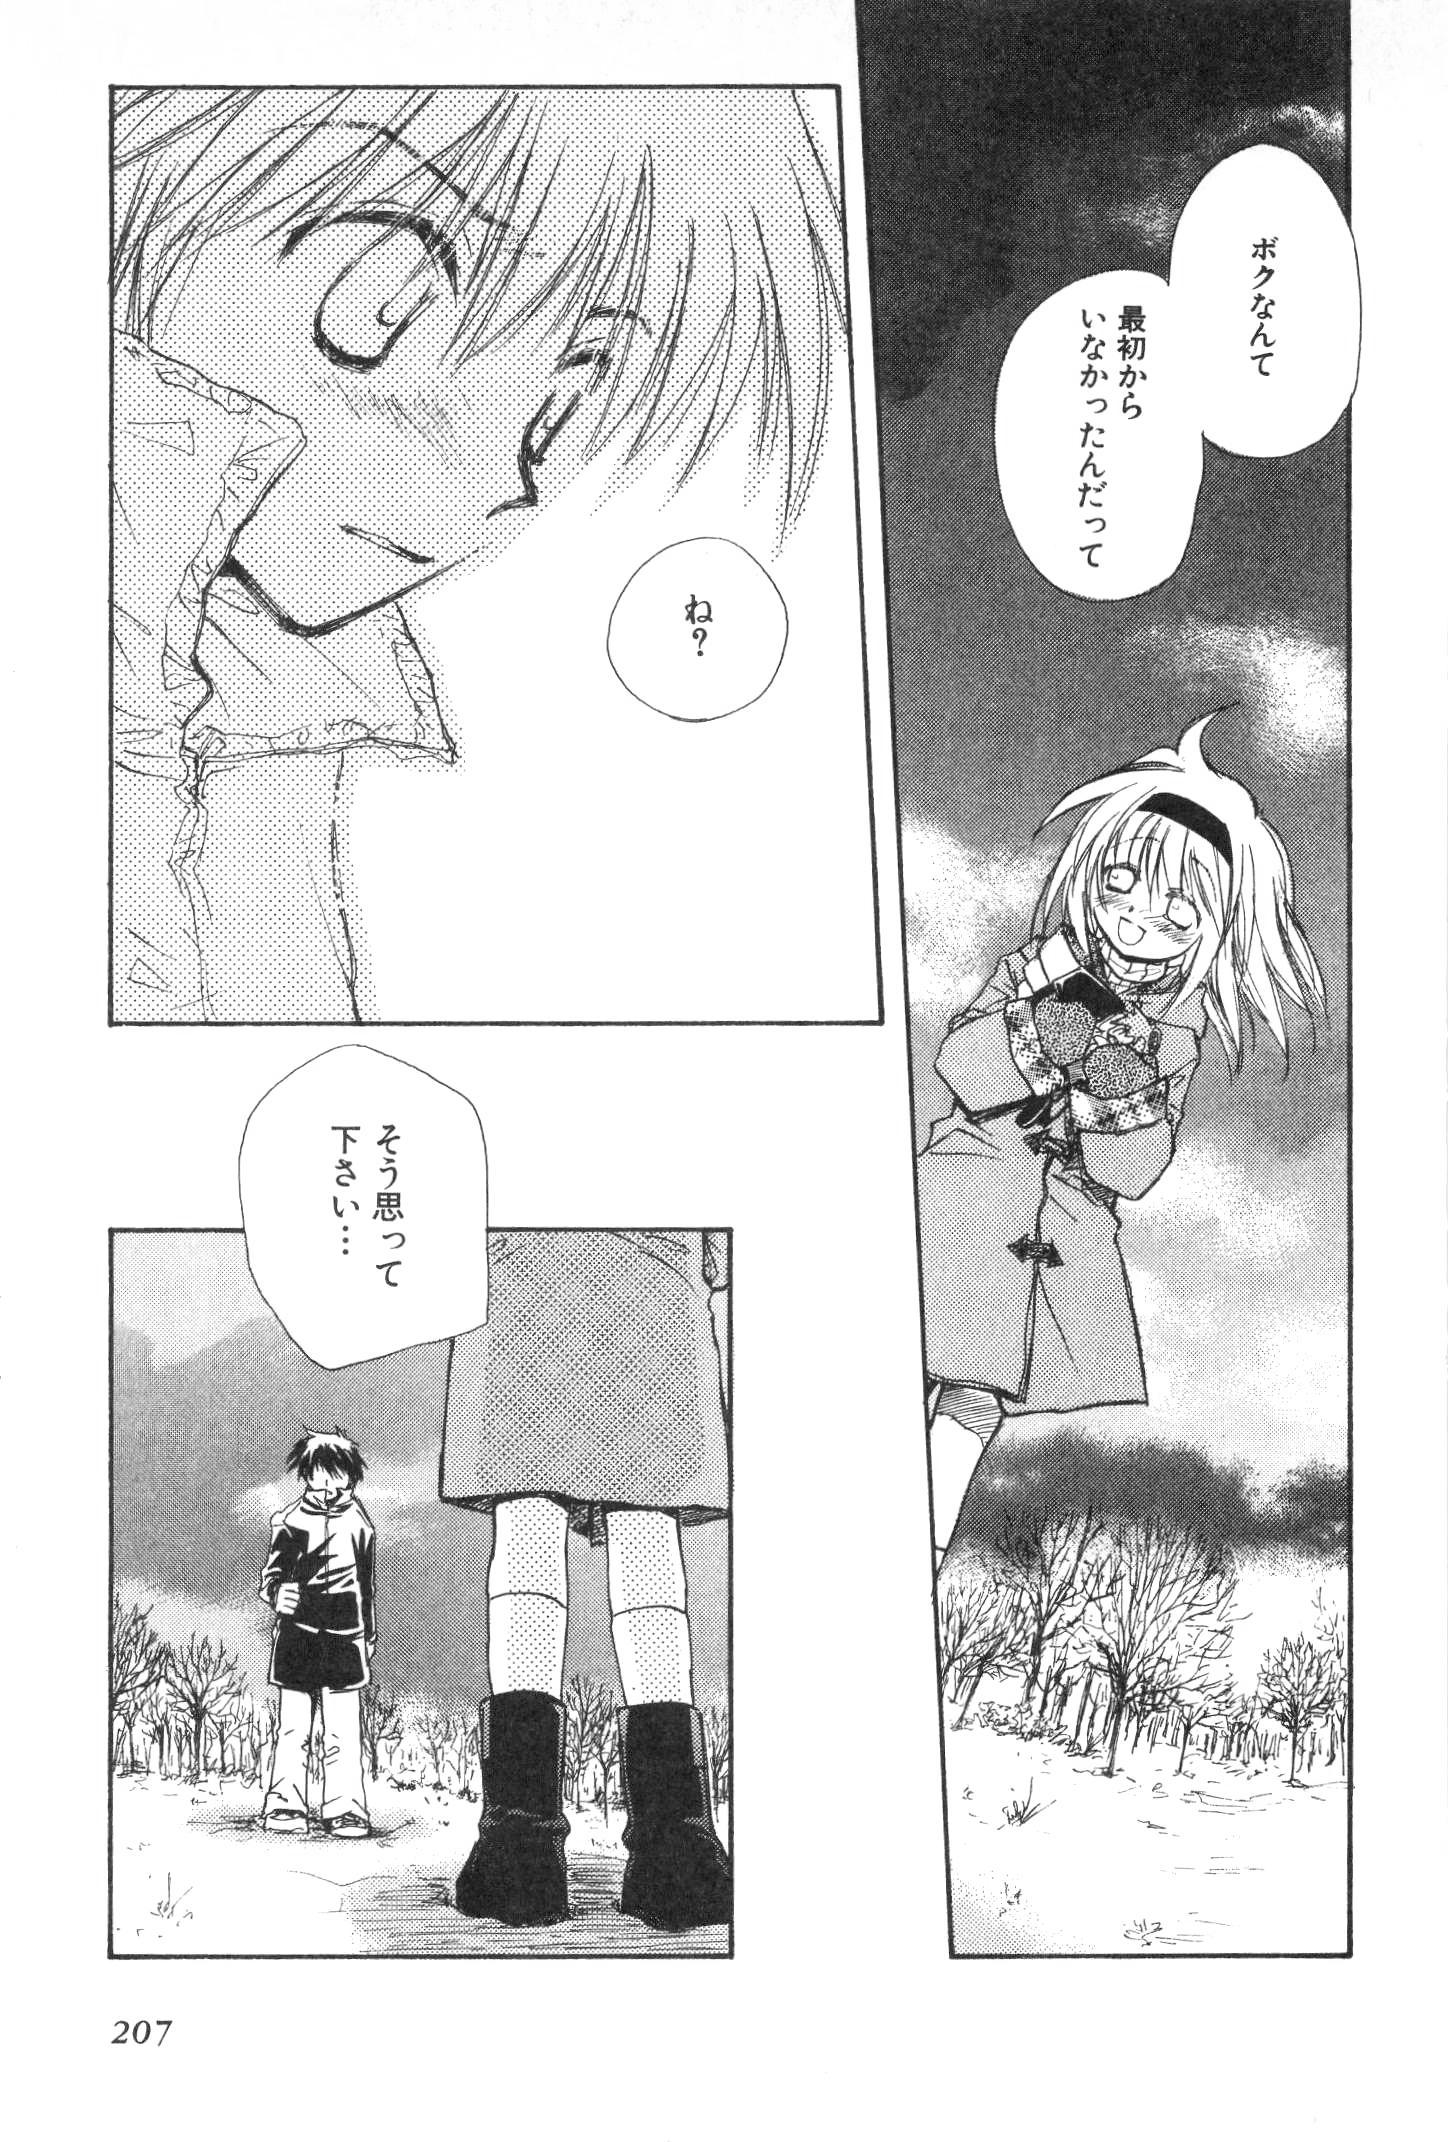 ボクなんて
最初から
いなかったんだって
ね?
そう思って
下さい…
207